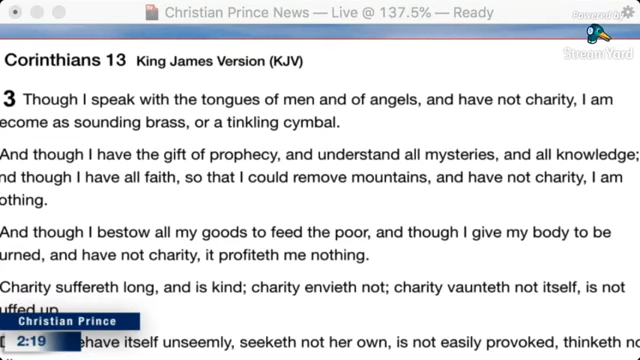 Christian Prince News — Live @ 137.5% — Ready
Powered by
StreamYard
Corinthians 13 King James Version (KJV)
3 Though I speak with the tongues of men and of angels, and have not charity, I am
ecome as sounding brass, or a tinkling cymbal.
And though I have the gift of prophecy, and understand all mysteries, and all knowledge;
nd though I have all faith, so that I could remove mountains, and have not charity, I am
othing.
And though I bestow all my goods to feed the poor, and though I give my body to be
urned, and have not charity, it profiteth me nothing.
Charity suffereth long, and is kind; charity envieth not; charity vaunteth not itself, is not
uffed up
Christian Prince
2:19
ehave itself unseemly, seeketh not her own, is not easily provoked, thinketh no